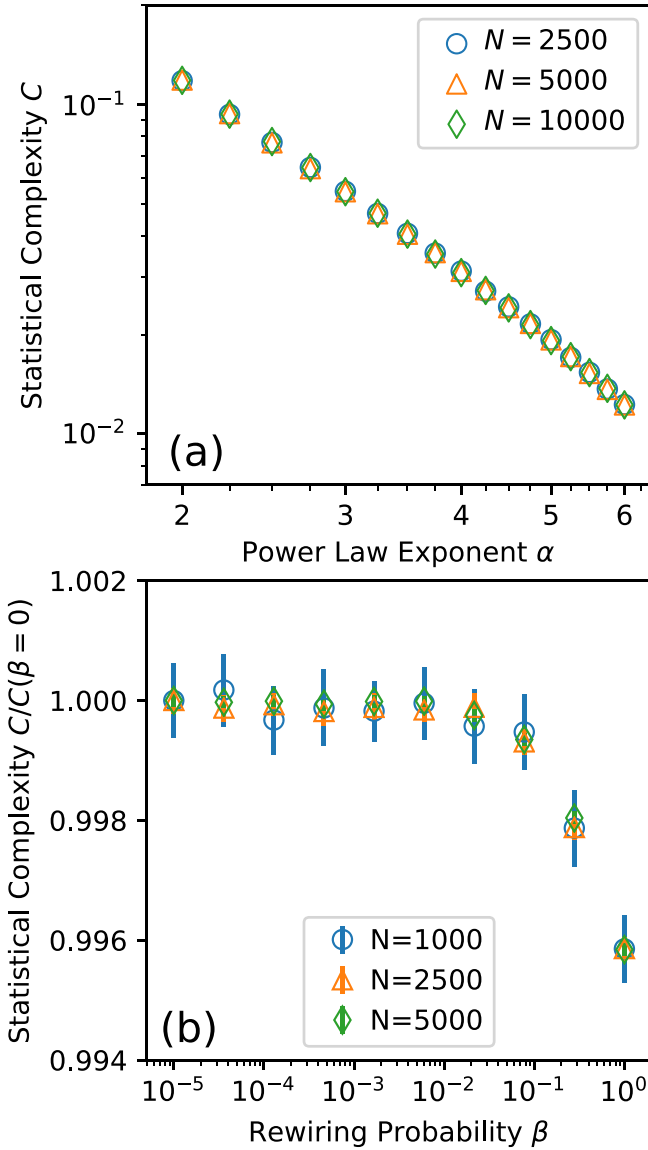 N = 2500
N = 5000
N = 10000
10⁻¹
10⁻²
Statistical Complexity C
(a)
2 3 4 5 6
Power Law Exponent α
1.002
1.000
0.998
0.996
0.994
Statistical Complexity C/C(β = 0)
N=1000
N=2500
N=5000
(b)
10⁻⁵ 10⁻⁴ 10⁻³ 10⁻² 10⁻¹ 10⁰
Rewiring Probability β